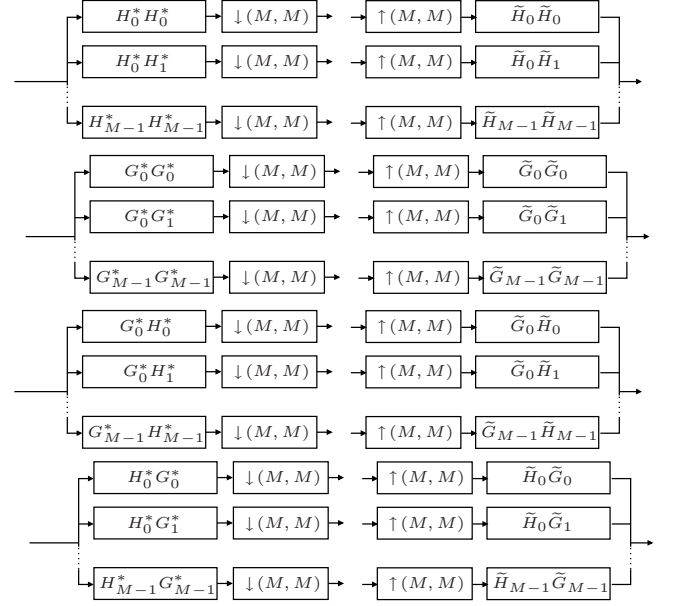 H_0^* H_0^* ↓(M, M) ↑(M, M) H̃_0 H̃_0
H_0^* H_1^* ↓(M, M) ↑(M, M) H̃_0 H̃_1
H_{M−1}^* H_{M−1}^* ↓(M, M) ↑(M, M) H̃_{M−1} H̃_{M−1}
G_0^* G_0^* ↓(M, M) ↑(M, M) G̃_0 G̃_0
G_0^* G_1^* ↓(M, M) ↑(M, M) G̃_0 G̃_1
G_{M−1}^* G_{M−1}^* ↓(M, M) ↑(M, M) G̃_{M−1} G̃_{M−1}
G_0^* H_0^* ↓(M, M) ↑(M, M) G̃_0 H̃_0
G_0^* H_1^* ↓(M, M) ↑(M, M) G̃_0 H̃_1
G_{M−1}^* H_{M−1}^* ↓(M, M) ↑(M, M) G̃_{M−1} H̃_{M−1}
H_0^* G_0^* ↓(M, M) ↑(M, M) H̃_0 G̃_0
H_0^* G_1^* ↓(M, M) ↑(M, M) H̃_0 G̃_1
H_{M−1}^* G_{M−1}^* ↓(M, M) ↑(M, M) H̃_{M−1} G̃_{M−1}